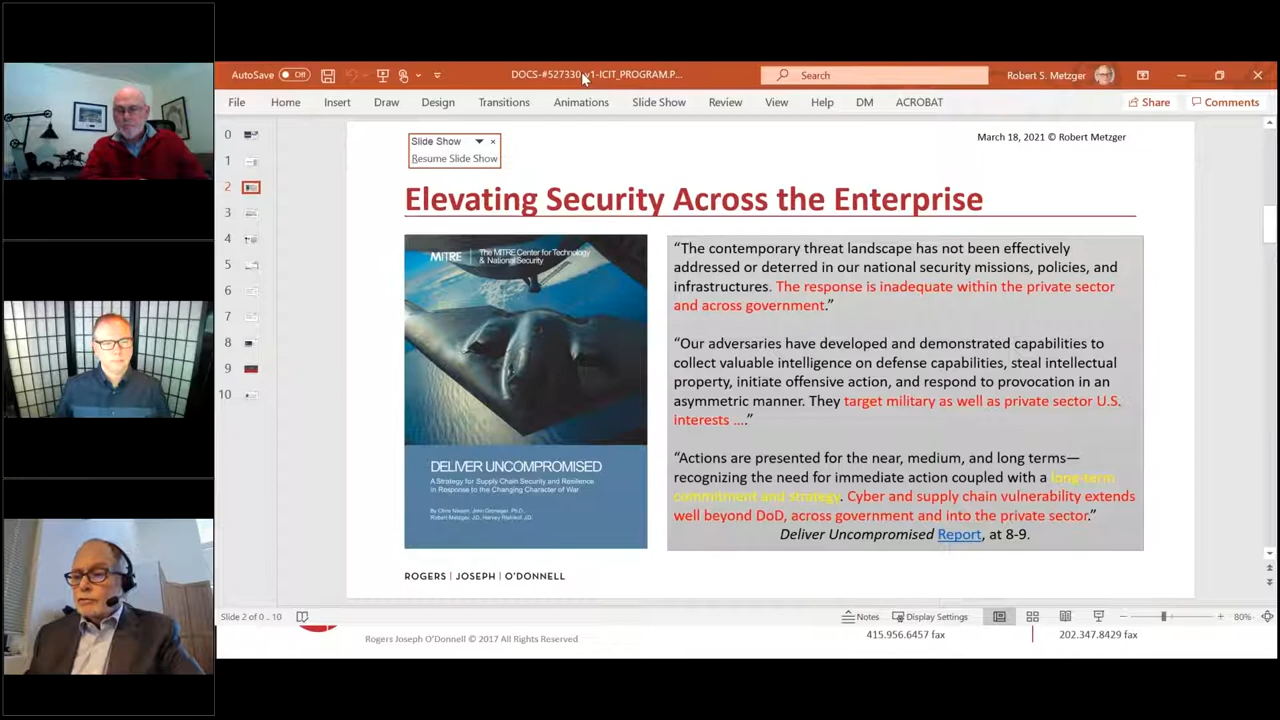 AutoSave Off
DOCS-#527330_v1-ICIT_PROGRAM.P...
Search
Robert S. Metzger
File Home Insert Draw Design Transitions Animations Slide Show Review View Help DM ACROBAT
Share Comments
0
1
2
3
4
5
6
7
8
9
10
Slide Show
Resume Slide Show
March 18, 2021 © Robert Metzger
Elevating Security Across the Enterprise
MITRE
The MITRE Center for Technology
& National Security
DELIVER UNCOMPROMISED
A Strategy for Supply Chain Security and Resilience
in Response to the Changing Character of War
By Chris Nissen, John Gronager, Ph.D.,
Robert Metzger, J.D., Harvey Rishikof, J.D.
“The contemporary threat landscape has not been effectively
addressed or deterred in our national security missions, policies, and
infrastructures. The response is inadequate within the private sector
and across government.”
“Our adversaries have developed and demonstrated capabilities to
collect valuable intelligence on defense capabilities, steal intellectual
property, initiate offensive action, and respond to provocation in an
asymmetric manner. They target military as well as private sector U.S.
interests ….”
“Actions are presented for the near, medium, and long terms—
recognizing the need for immediate action coupled with a long-term
commitment and strategy. Cyber and supply chain vulnerability extends
well beyond DoD, across government and into the private sector.”
Deliver Uncompromised Report, at 8-9.
ROGERS | JOSEPH | O’DONNELL
Slide 2 of 0 .. 10
Notes
Display Settings
80%
Rogers Joseph O’Donnell © 2017 All Rights Reserved
415.956.6457 fax
202.347.8429 fax